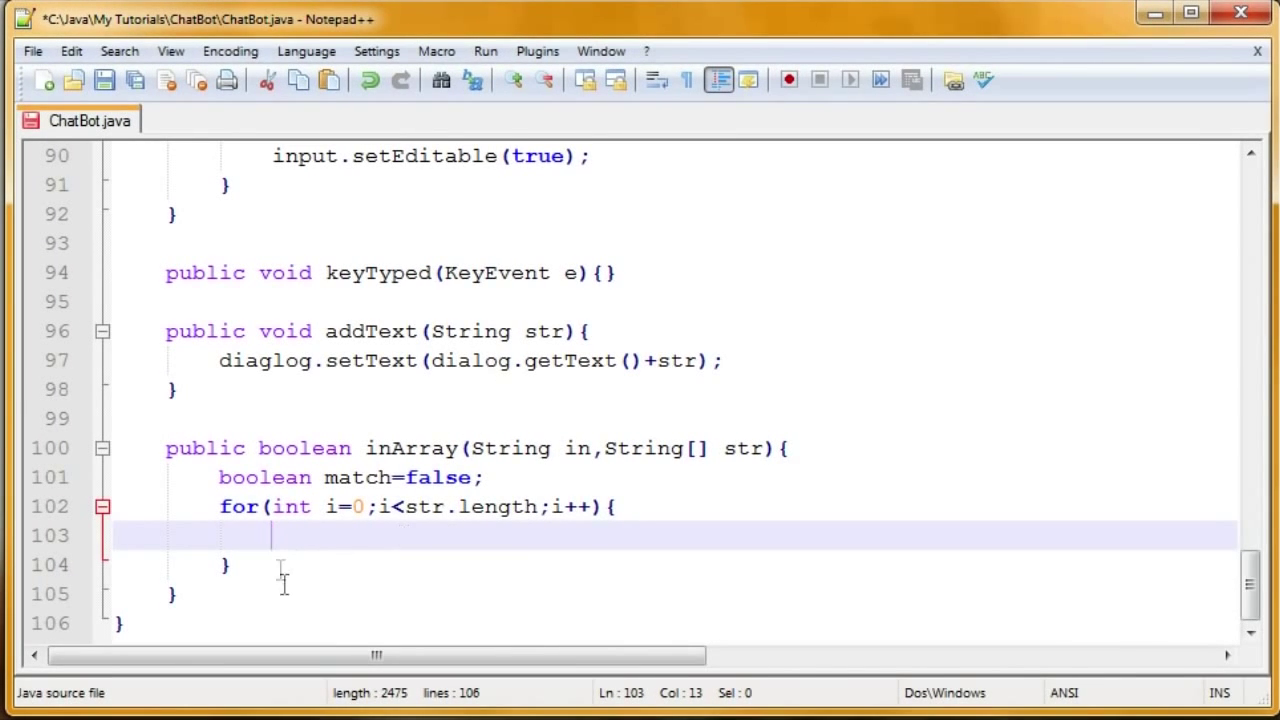 *C:\Java\My Tutorials\ChatBot\ChatBot.java - Notepad++
File Edit Search View Encoding Language Settings Macro Run Plugins Window ? X
ChatBot.java
90 input.setEditable(true);
91 }
92 }
93
94 public void keyTyped(KeyEvent e){}
95
96 public void addText(String str){
97 diaglog.setText(dialog.getText()+str);
98 }
99
100 public boolean inArray(String in,String[] str){
101 boolean match=false;
102 for(int i=0;i<str.length;i++){
103
104 }
105 }
106 }
Java source file length : 2475 lines : 106 Ln : 103 Col : 13 Sel : 0 Dos\Windows ANSI INS